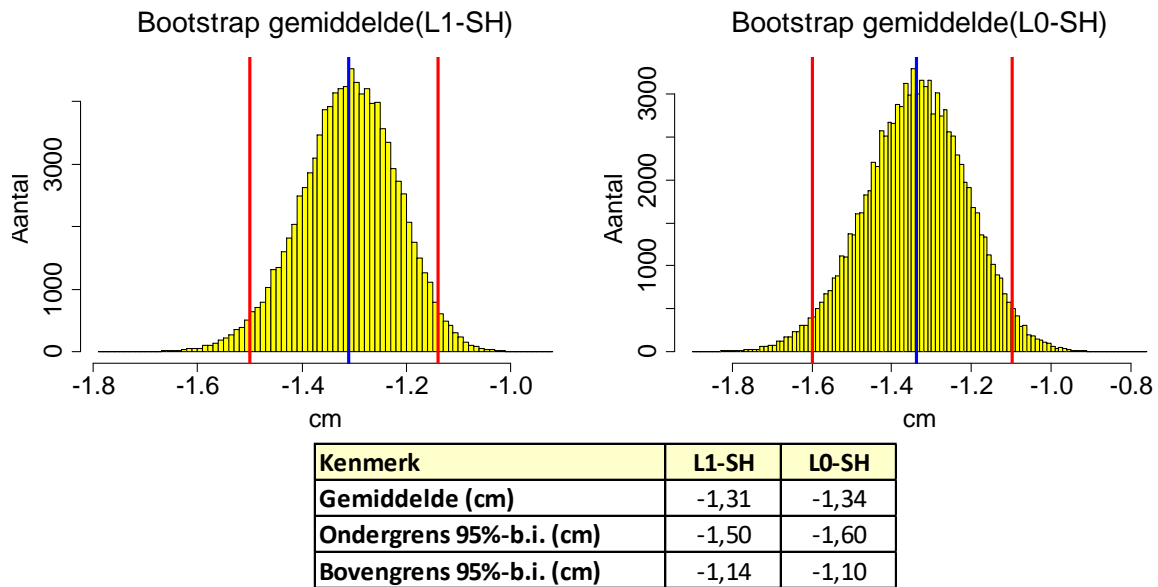 Bootstrap gemiddelde(L1-SH)
Aantal
3000
1000
0
-1.8 -1.6 -1.4 -1.2 -1.0
cm
Bootstrap gemiddelde(L0-SH)
Aantal
3000
2000
1000
0
-1.8 -1.6 -1.4 -1.2 -1.0 -0.8
cm
Kenmerk L1-SH L0-SH
Gemiddelde (cm) -1,31 -1,34
Ondergrens 95%-b.i. (cm) -1,50 -1,60
Bovengrens 95%-b.i. (cm) -1,14 -1,10